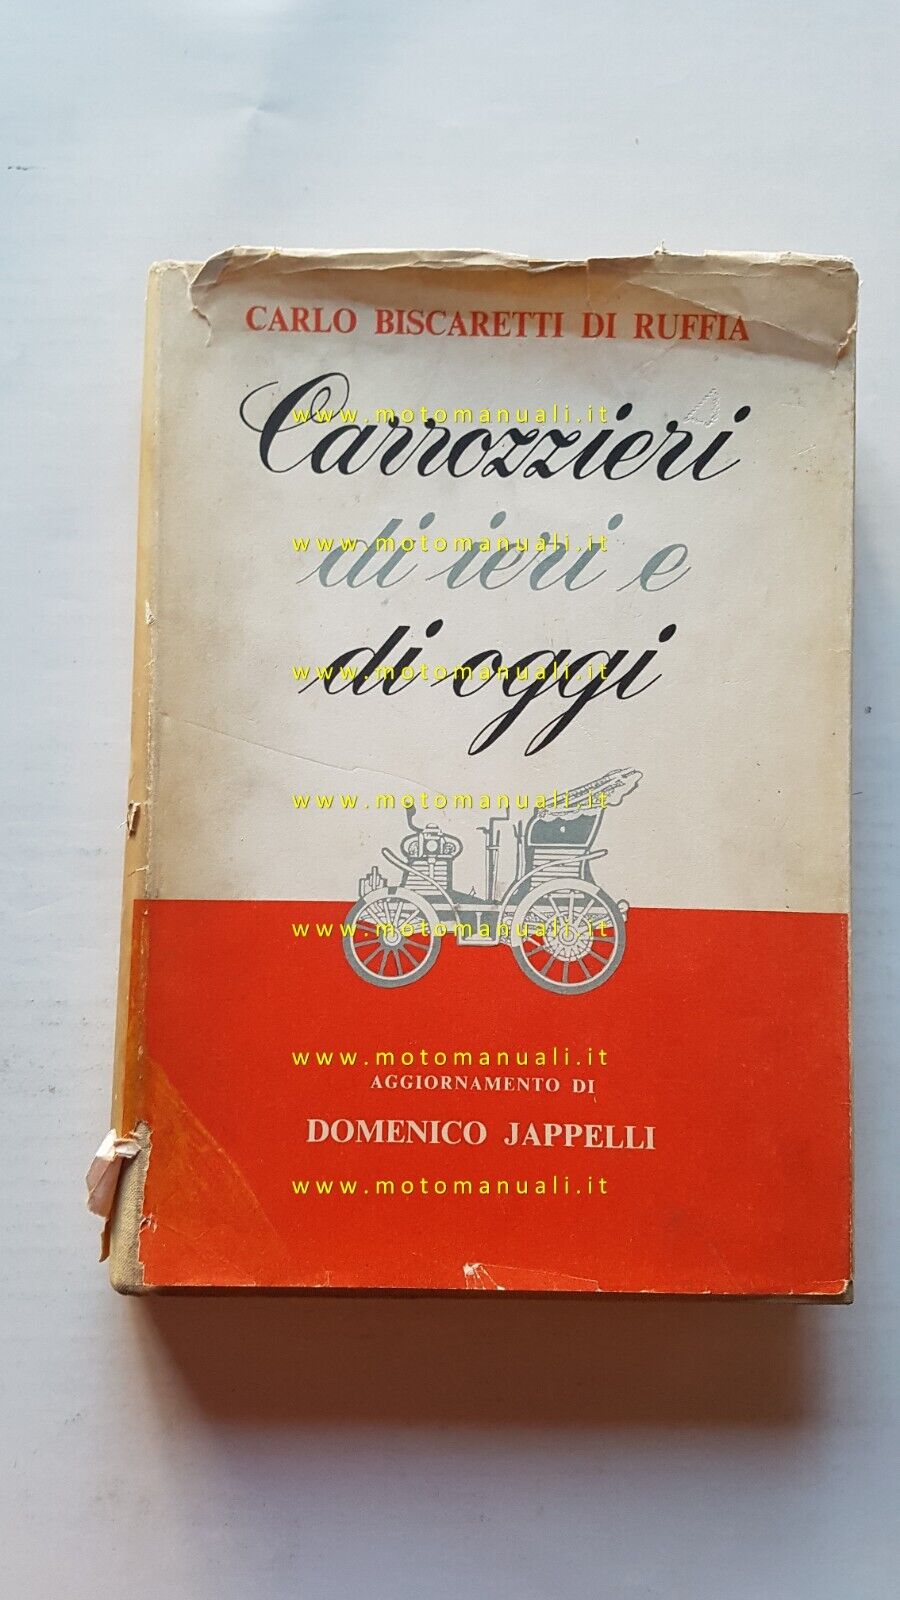 CARLO BISCARETTI DI RUFFIA
www.motomanuali.it
Carrozzieri
www.motomanuali.it
di ieri e
www.motomanuali.it
di oggi
www.motomanuali.it
www.motomanuali.it
www.motomanuali.it
AGGIORNAMENTO DI
DOMENICO JAPPELLI
www.motomanuali.it